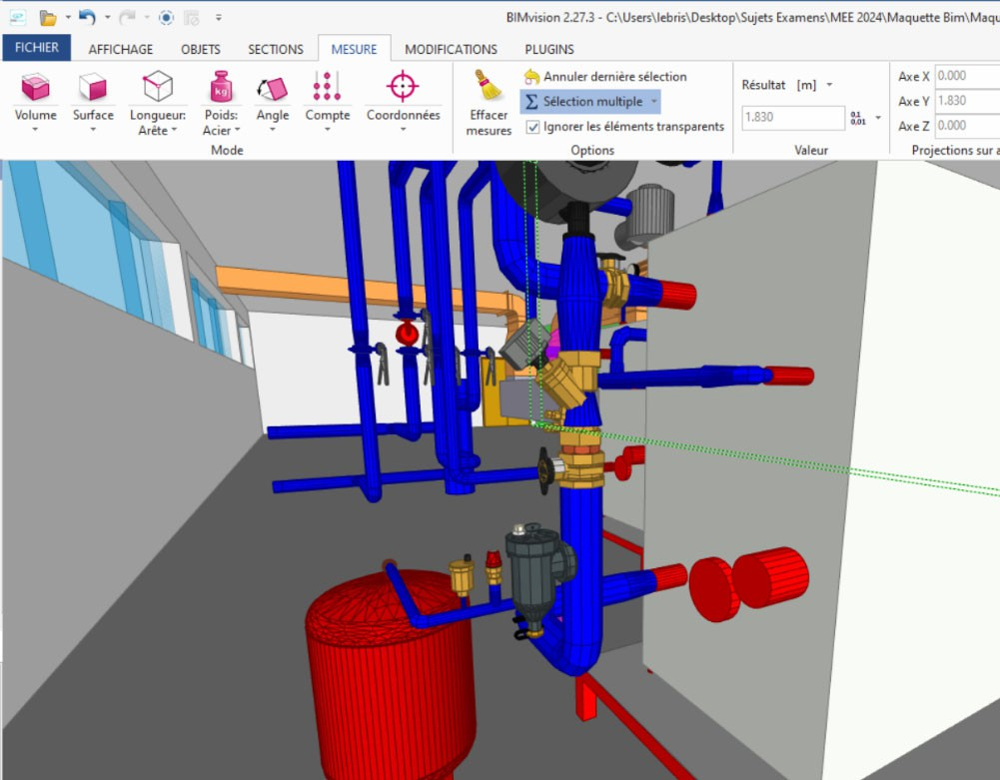 BIMvision 2.27.3 - C:\Users\lebris\Desktop\Sujets Examens\MEE 2024\Maquette Bim\Maqu
FICHIER AFFICHAGE OBJETS SECTIONS MESURE MODIFICATIONS PLUGINS
Volume Surface Longueur: Arête Poids: Acier Angle Compte Coordonnées
Mode
kg
Effacer mesures
Annuler dernière sélection
Σ Sélection multiple
Ignorer les éléments transparents
Options
Résultat [m]
1.830
0,1
0,01
Valeur
Axe X 0.000
Axe Y 1.830
Axe Z 0.000
Projections sur a